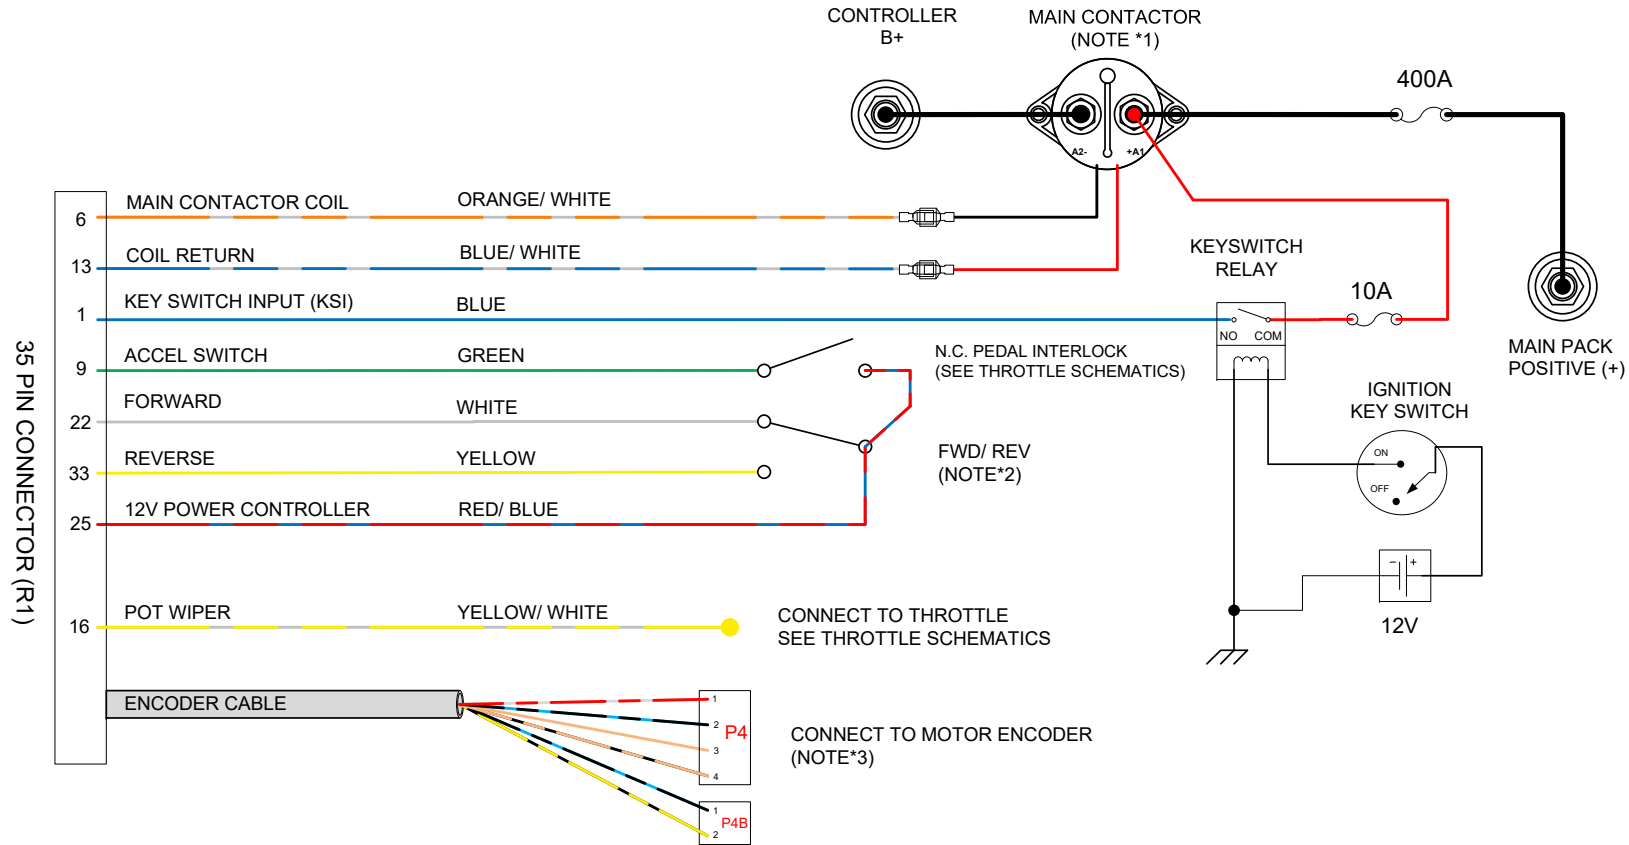 CONTROLLER
B+
MAIN CONTACTOR
(NOTE *1)
400A
A2-
+A1
MAIN CONTACTOR COIL
ORANGE/ WHITE
6
COIL RETURN
BLUE/ WHITE
13
KEY SWITCH INPUT (KSI)
BLUE
1
KEYSWITCH
RELAY
10A
NO
COM
MAIN PACK
POSITIVE (+)
ACCEL SWITCH
GREEN
9
N.C. PEDAL INTERLOCK
(SEE THROTTLE SCHEMATICS)
FORWARD
WHITE
22
IGNITION
KEY SWITCH
ON
OFF
REVERSE
YELLOW
33
FWD/ REV
(NOTE*2)
12V POWER CONTROLLER
RED/ BLUE
25
- +
12V
35 PIN CONNECTOR (R1)
POT WIPER
YELLOW/ WHITE
16
CONNECT TO THROTTLE
SEE THROTTLE SCHEMATICS
ENCODER CABLE
1
2
3
4
P4
CONNECT TO MOTOR ENCODER
(NOTE*3)
1
2
P4B